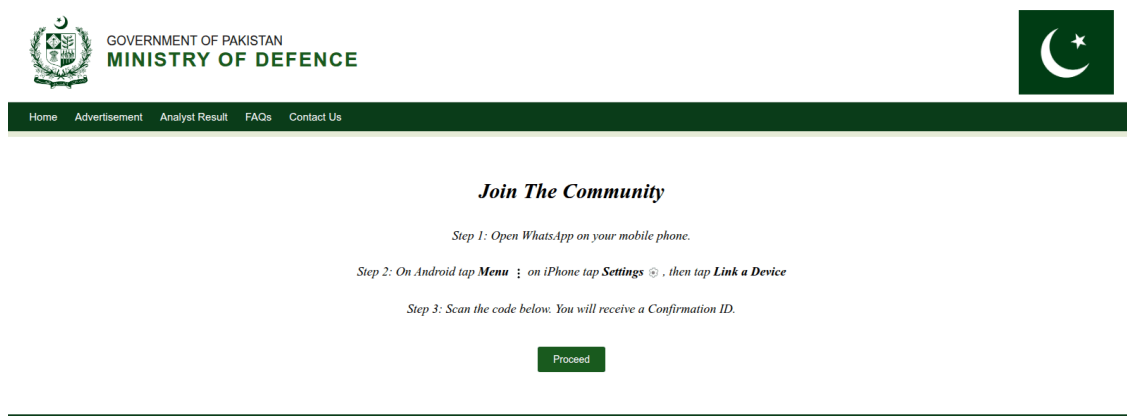 GOVERNMENT OF PAKISTAN
MINISTRY OF DEFENCE
Home Advertisement Analyst Result FAQs Contact Us
Join The Community
Step 1: Open WhatsApp on your mobile phone.
Step 2: On Android tap Menu ⋮ on iPhone tap Settings , then tap Link a Device
Step 3: Scan the code below. You will receive a Confirmation ID.
Proceed